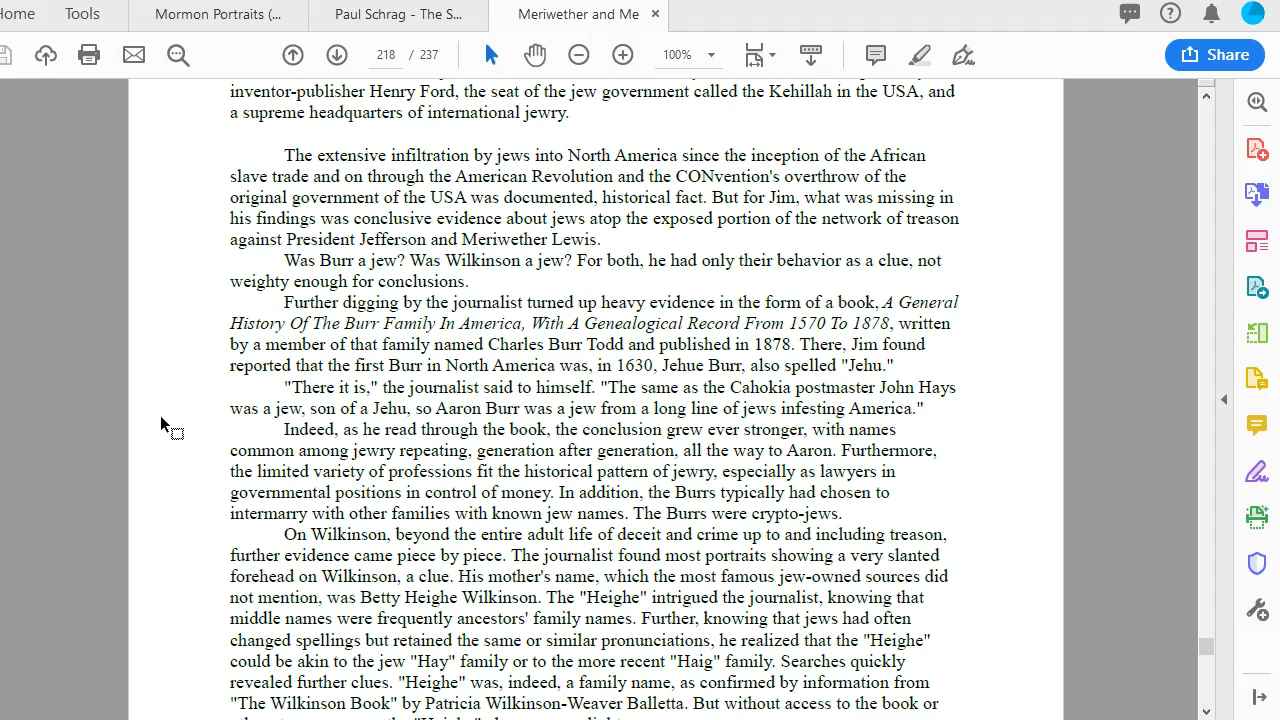 Home
Tools
Mormon Portraits (...
Paul Schrag - The S...
Meriwether and Me
218 / 237
100%
Share
inventor-publisher Henry Ford, the seat of the jew government called the Kehillah in the USA, and
a supreme headquarters of international jewry.
The extensive infiltration by jews into North America since the inception of the African
slave trade and on through the American Revolution and the CONvention's overthrow of the
original government of the USA was documented, historical fact. But for Jim, what was missing in
his findings was conclusive evidence about jews atop the exposed portion of the network of treason
against President Jefferson and Meriwether Lewis.
Was Burr a jew? Was Wilkinson a jew? For both, he had only their behavior as a clue, not
weighty enough for conclusions.
Further digging by the journalist turned up heavy evidence in the form of a book, A General
History Of The Burr Family In America, With A Genealogical Record From 1570 To 1878, written
by a member of that family named Charles Burr Todd and published in 1878. There, Jim found
reported that the first Burr in North America was, in 1630, Jehue Burr, also spelled "Jehu."
"There it is," the journalist said to himself. "The same as the Cahokia postmaster John Hays
was a jew, son of a Jehu, so Aaron Burr was a jew from a long line of jews infesting America."
Indeed, as he read through the book, the conclusion grew ever stronger, with names
common among jewry repeating, generation after generation, all the way to Aaron. Furthermore,
the limited variety of professions fit the historical pattern of jewry, especially as lawyers in
governmental positions in control of money. In addition, the Burrs typically had chosen to
intermarry with other families with known jew names. The Burrs were crypto-jews.
On Wilkinson, beyond the entire adult life of deceit and crime up to and including treason,
further evidence came piece by piece. The journalist found most portraits showing a very slanted
forehead on Wilkinson, a clue. His mother's name, which the most famous jew-owned sources did
not mention, was Betty Heighe Wilkinson. The "Heighe" intrigued the journalist, knowing that
middle names were frequently ancestors' family names. Further, knowing that jews had often
changed spellings but retained the same or similar pronunciations, he realized that the "Heighe"
could be akin to the jew "Hay" family or to the more recent "Haig" family. Searches quickly
revealed further clues. "Heighe" was, indeed, a family name, as confirmed by information from
"The Wilkinson Book" by Patricia Wilkinson-Weaver Balletta. But without access to the book or